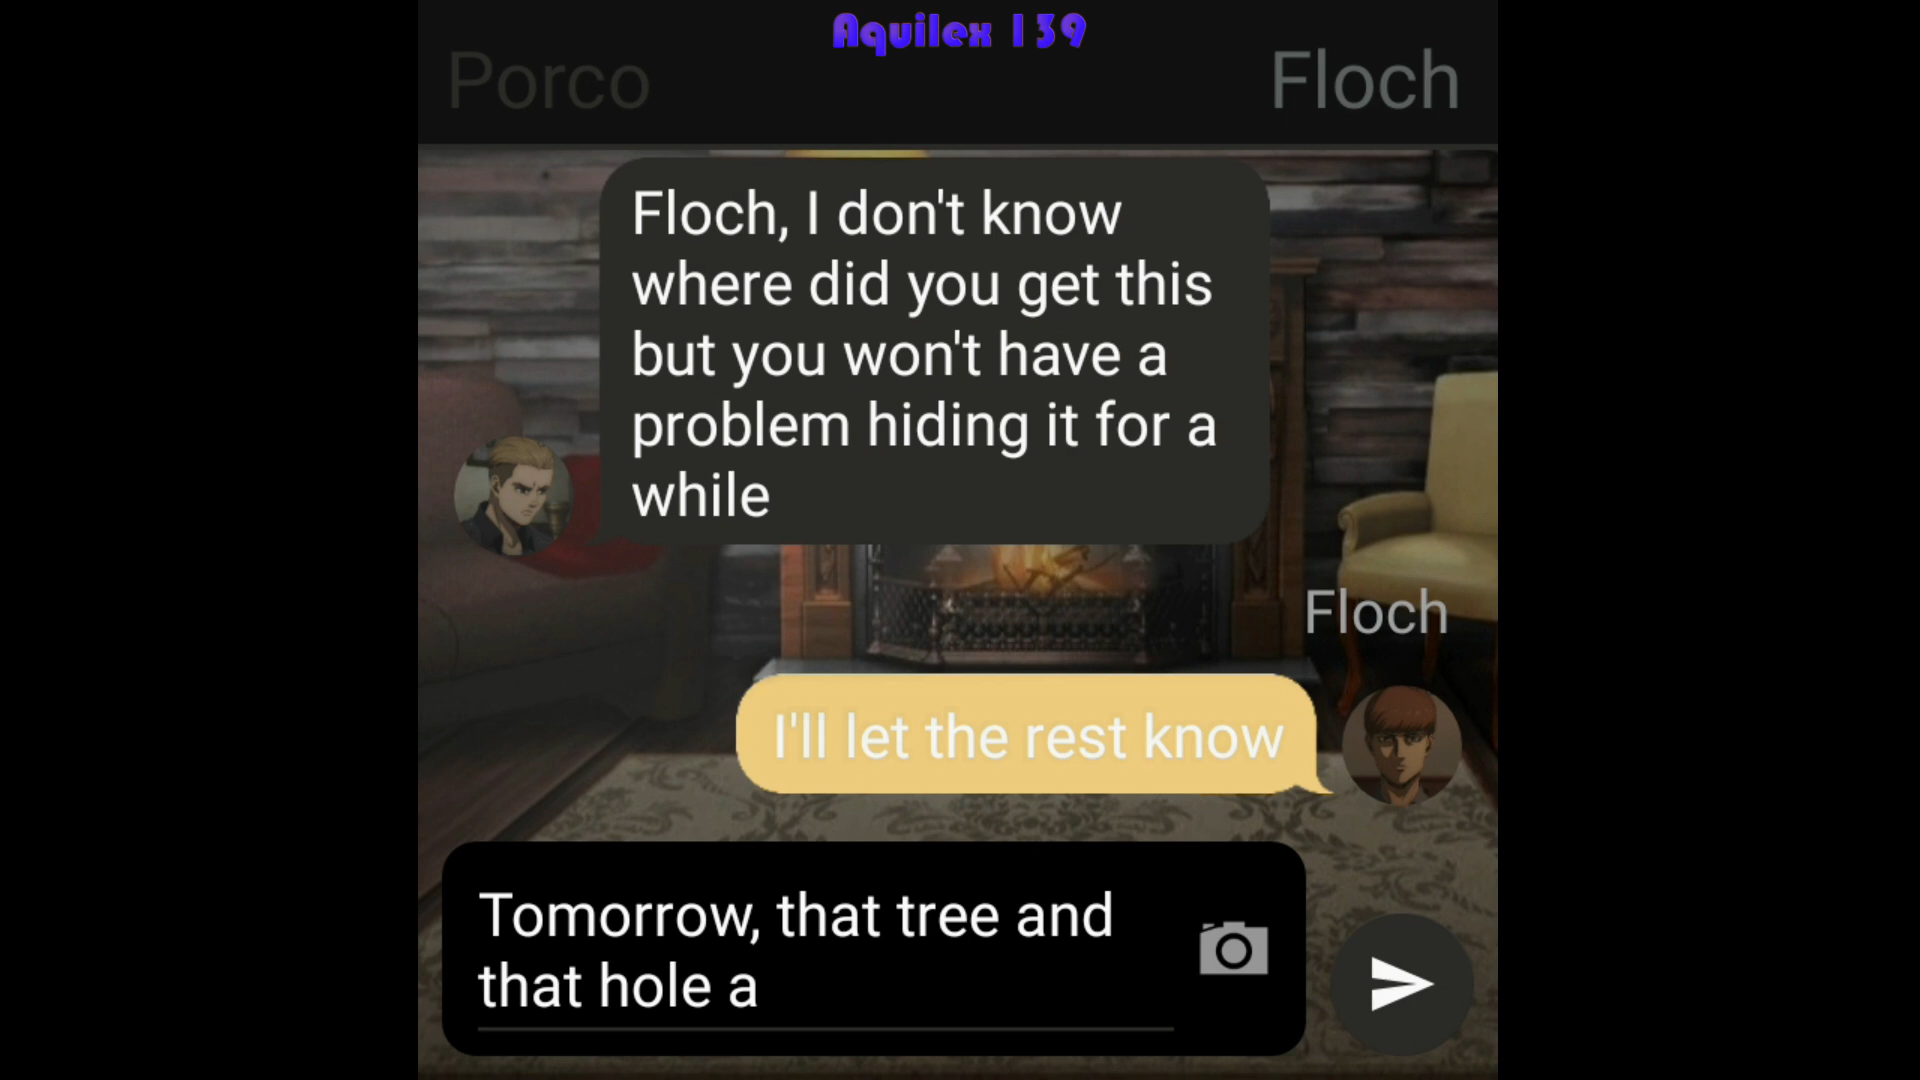 Aquilex 139
Porco
Floch
Floch, I don't know
where did you get this
but you won't have a
problem hiding it for a
while
Floch
I'll let the rest know
Tomorrow, that tree and
that hole a